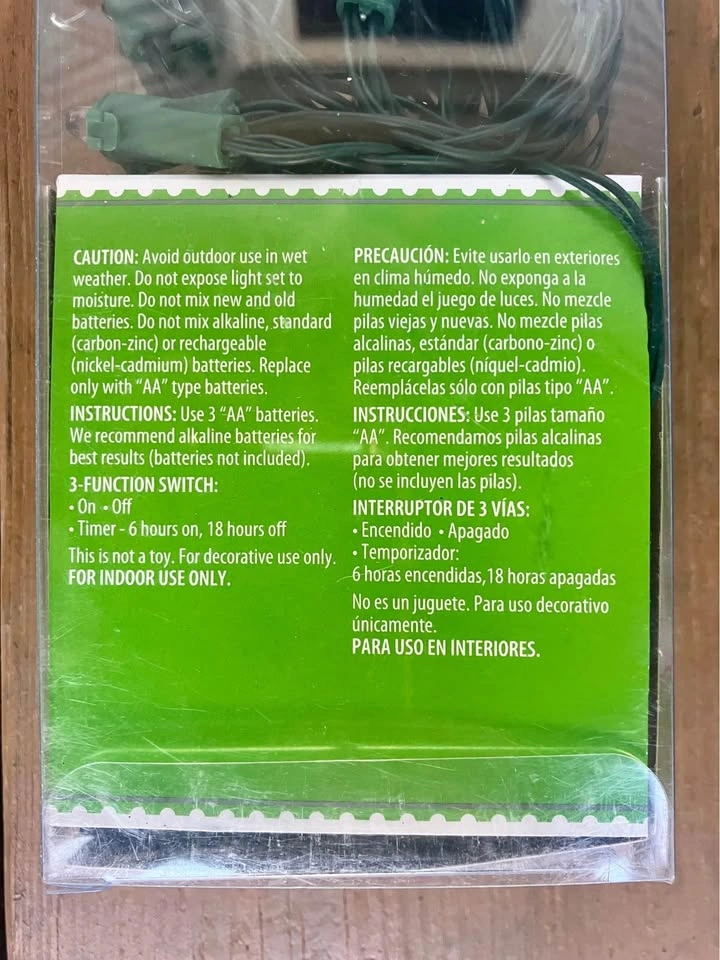 CAUTION: Avoid outdoor use in wet
weather. Do not expose light set to
moisture. Do not mix new and old
batteries. Do not mix alkaline, standard
(carbon-zinc) or rechargeable
(nickel-cadmium) batteries. Replace
only with “AA” type batteries.
INSTRUCTIONS: Use 3 “AA” batteries.
We recommend alkaline batteries for
best results (batteries not included).
3-FUNCTION SWITCH:
• On • Off
• Timer - 6 hours on, 18 hours off
This is not a toy. For decorative use only.
FOR INDOOR USE ONLY.
PRECAUCIÓN: Evite usarlo en exteriores
en clima húmedo. No exponga a la
humedad el juego de luces. No mezcle
pilas viejas y nuevas. No mezcle pilas
alcalinas, estándar (carbono-zinc) o
pilas recargables (níquel-cadmio).
Reemplácelas sólo con pilas tipo “AA”.
INSTRUCCIONES: Use 3 pilas tamaño
“AA”. Recomendamos pilas alcalinas
para obtener mejores resultados
(no se incluyen las pilas).
INTERRUPTOR DE 3 VÍAS:
• Encendido • Apagado
• Temporizador:
6 horas encendidas,18 horas apagadas
No es un juguete. Para uso decorativo
únicamente.
PARA USO EN INTERIORES.